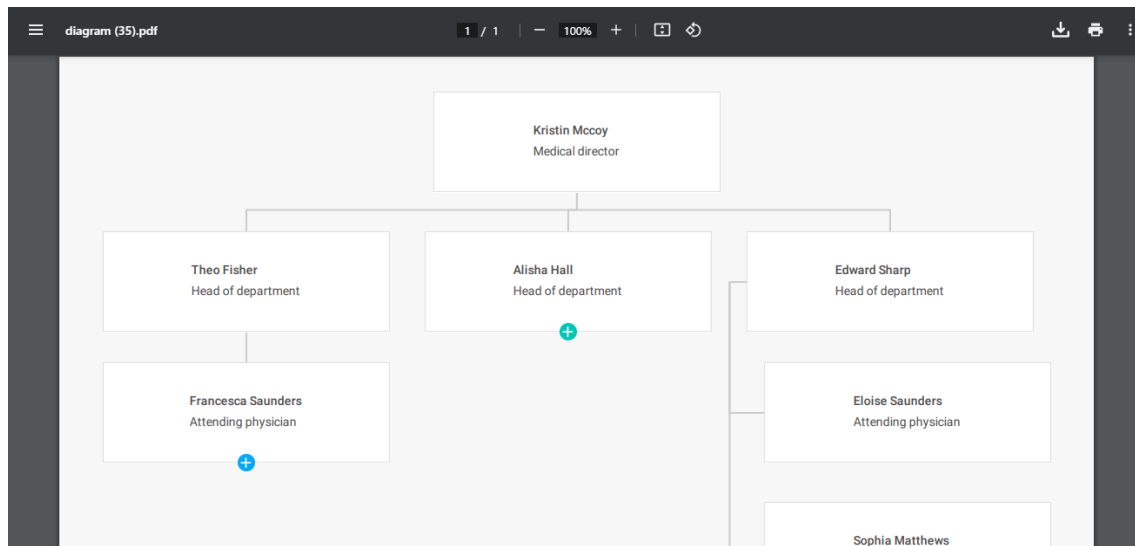 diagram (35).pdf
1 / 1
100%
Kristin Mccoy
Medical director
Theo Fisher
Head of department
Alisha Hall
Head of department
Edward Sharp
Head of department
Francesca Saunders
Attending physician
Eloise Saunders
Attending physician
Sophia Matthews